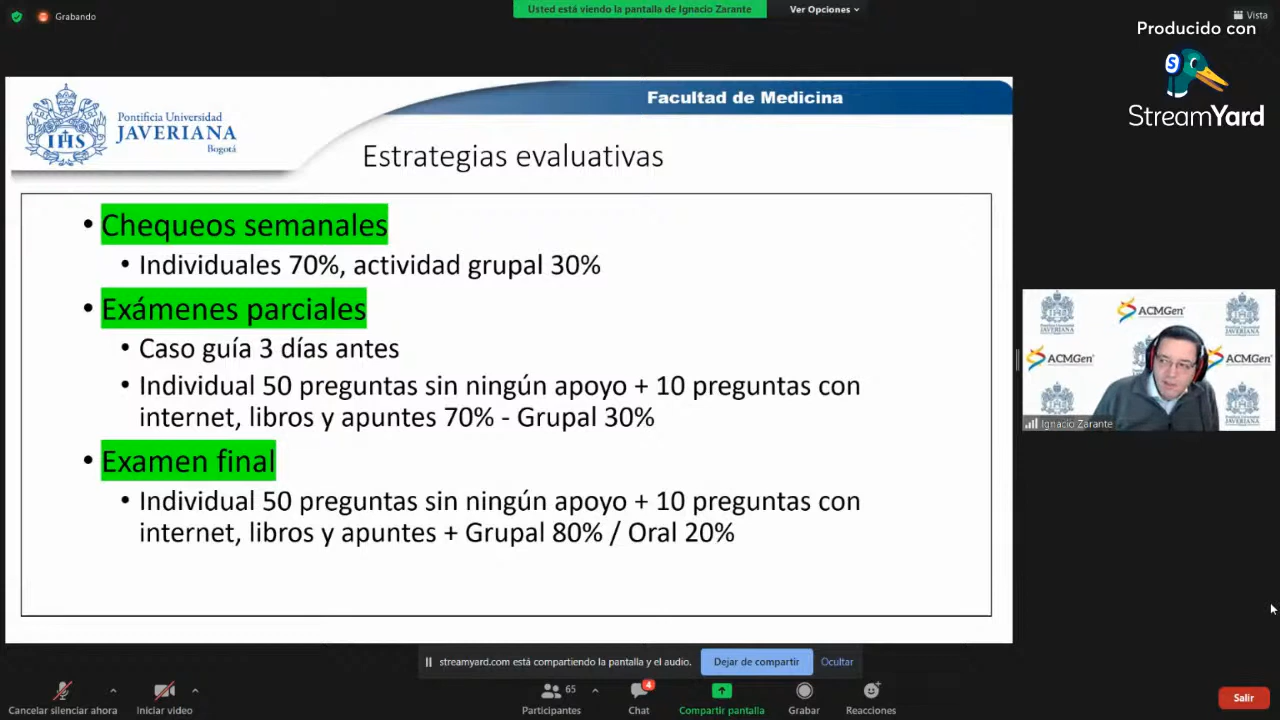 Grabando
Usted está viendo la pantalla de Ignacio Zarante
Ver Opciones
Vista
Producido con
StreamYard
Pontificia Universidad
JAVERIANA
Bogotá
IHS
Facultad de Medicina
Estrategias evaluativas
• Chequeos semanales
• Individuales 70%, actividad grupal 30%
• Exámenes parciales
• Caso guía 3 días antes
• Individual 50 preguntas sin ningún apoyo + 10 preguntas con
internet, libros y apuntes 70% - Grupal 30%
• Examen final
• Individual 50 preguntas sin ningún apoyo + 10 preguntas con
internet, libros y apuntes + Grupal 80% / Oral 20%
ACMGen
JAVERIANA
JAVERIANA
ACMGen
ACMGen
Ignacio Zarante
streamyard.com está compartiendo la pantalla y el audio.
Dejar de compartir
Ocultar
Cancelar silenciar ahora
Iniciar video
65
Participantes
4
Chat
Compartir pantalla
Grabar
Reacciones
Salir